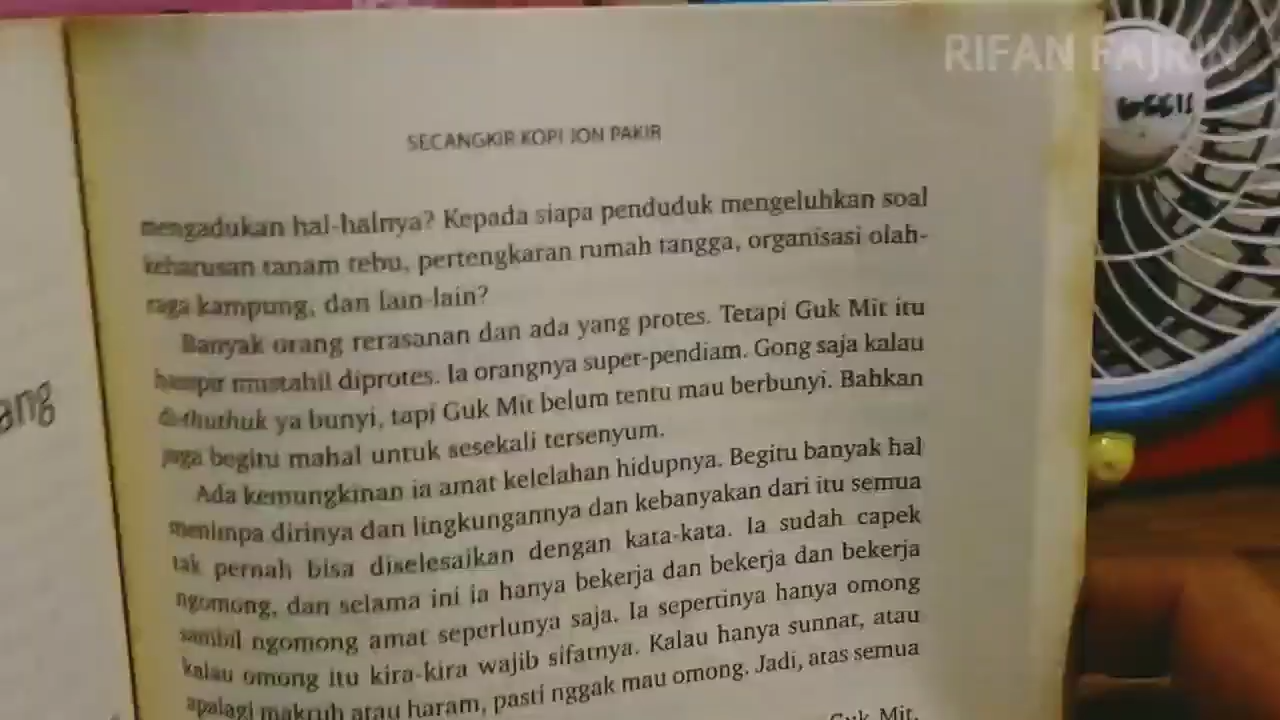 RIFAN FAJRIN
SECANGKIR KOPI JON PAKIR
mengadukan hal-halnya? Kepada siapa penduduk mengeluhkan soal
keharusan tanam tebu, pertengkaran rumah tangga, organisasi olah-
raga kampung, dan lain-lain?
Banyak orang rerasanan dan ada yang protes. Tetapi Guk Mit itu
hampir mustahil diprotes. Ia orangnya super-pendiam. Gong saja kalau
di-thuthuk ya bunyi, tapi Guk Mit belum tentu mau berbunyi. Bahkan
juga begitu mahal untuk sesekali tersenyum.
Ada kemungkinan ia amat kelelahan hidupnya. Begitu banyak hal
menimpa dirinya dan lingkungannya dan kebanyakan dari itu semua
tak pernah bisa diselesaikan dengan kata-kata. Ia sudah capek
ngomong, dan selama ini ia hanya bekerja dan bekerja dan bekerja
sambil ngomong amat seperlunya saja. Ia sepertinya hanya omong
kalau omong itu kira-kira wajib sifatnya. Kalau hanya sunnat, atau
apalagi makruh atau haram, pasti nggak mau omong. Jadi, atas semua
Guk Mit,
ang